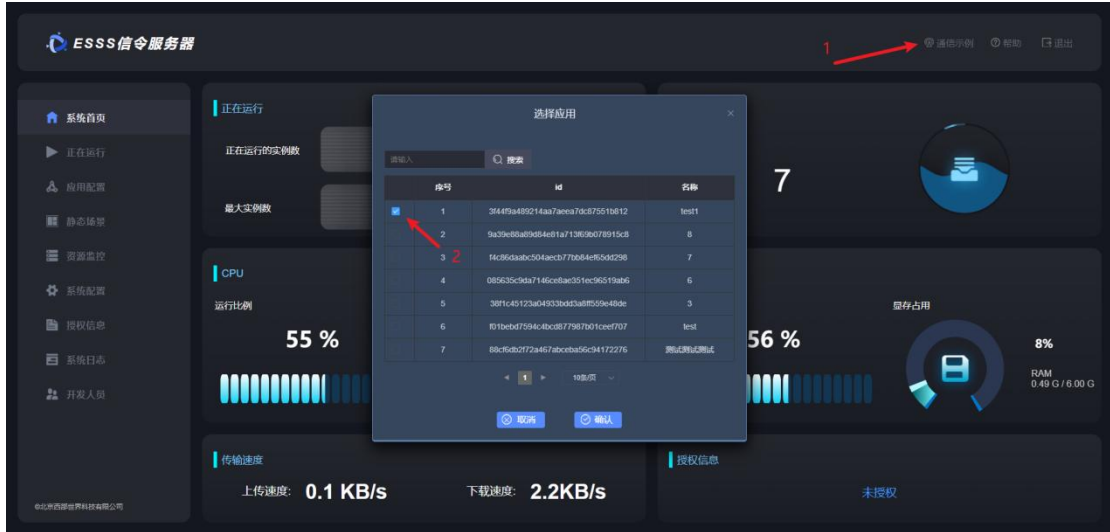 ESSS信令服务器
1
通信示例 帮助 退出
系统首页
正在运行
应用配置
静态场景
资源监控
系统配置
授权信息
系统日志
开发人员
©北京西部世界科技有限公司
正在运行
正在运行的实例数
最大实例数
7
选择应用 ×
请输入 搜索
序号 id 名称
1 3f44f9a489214aa7aeea7dc87551b812 test1
2 9a39e88a89d84e81a713f69b078915c8 8
3 f4c86daabc504aecb77bb84ef65dd298 7
4 085635c9da7146ce8ae351ec96519ab6 6
5 38f1c45123a04933bdd3a8ff559e48de 3
6 f01bebd7594c4bcd877987b01ceef707 test
7 88cf6db2f72a467abceba56c94172276 测试测试测试
2
1 10条/页
取消 确认
CPU
运行比例
55 %
56 %
显存占用
8%
RAM
0.49 G / 6.00 G
传输速度
上传速度: 0.1 KB/s 下载速度: 2.2KB/s
授权信息
未授权